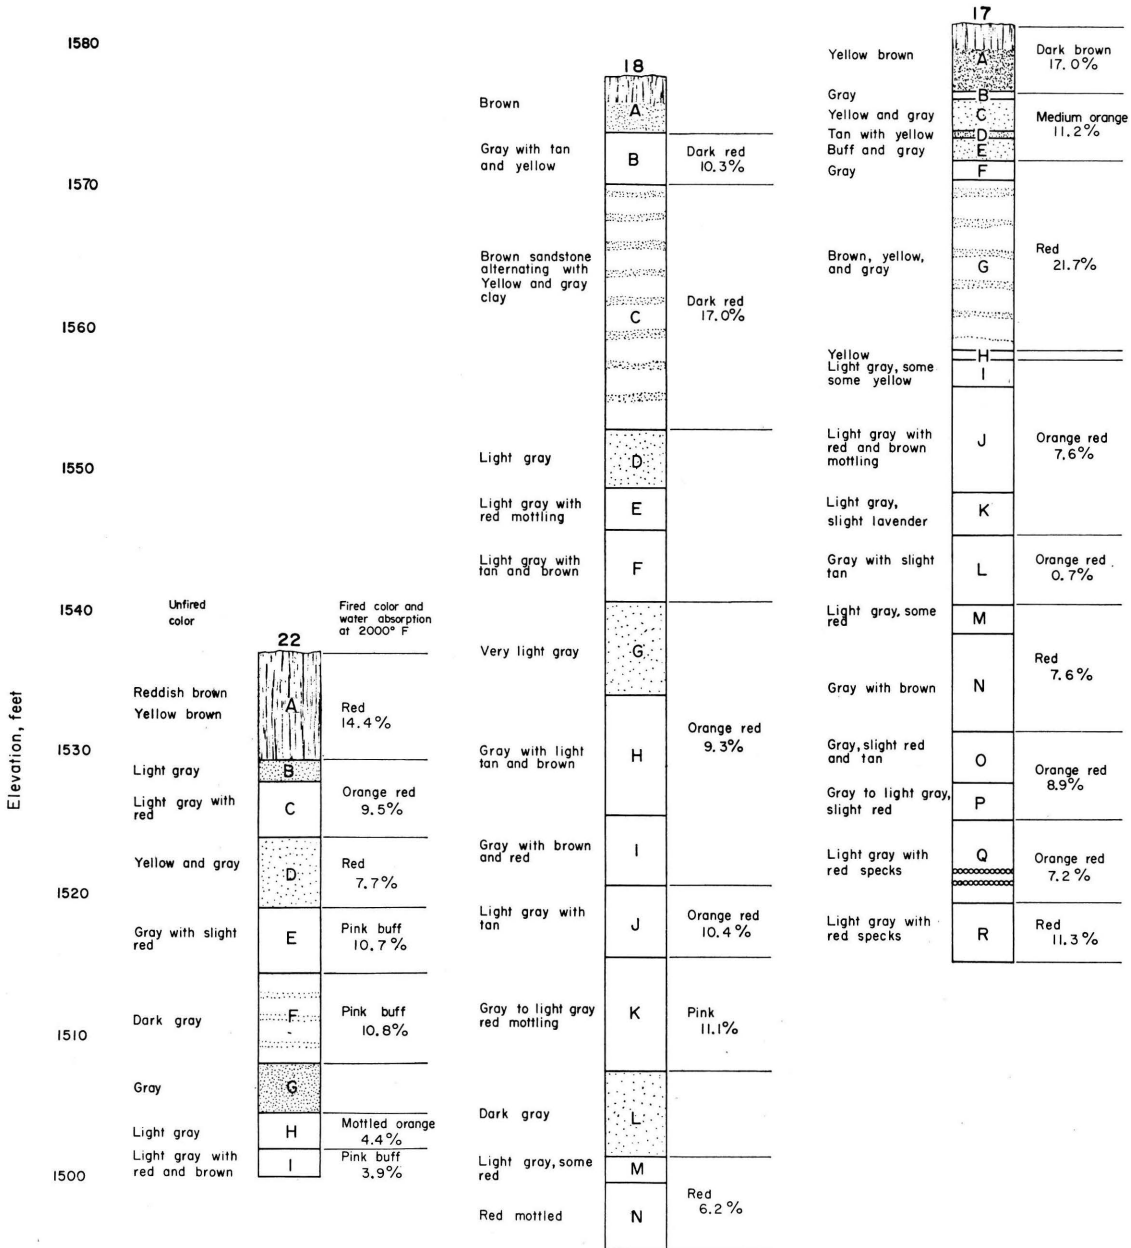 Elevation, feet
1580
1570
1560
1550
1540
1530
1520
1510
1500
Unfired
color
Fired color and
water absorption
at 2000° F
22
Reddish brown
Yellow brown
A
Red
14.4%
Light gray
B
Light gray with
red
C
Orange red
9.5%
Yellow and gray
D
Red
7.7%
Gray with slight
red
E
Pink buff
10.7%
Dark gray
F
Pink buff
10.8%
Gray
G
Light gray
H
Mottled orange
4.4%
Light gray with
red and brown
I
Pink buff
3.9%
18
Brown
A
Gray with tan
and yellow
B
Dark red
10.3%
Brown sandstone
alternating with
Yellow and gray
clay
C
Dark red
17.0%
Light gray
D
Light gray with
red mottling
E
Light gray with
tan and brown
F
Very light gray
G
Gray with light
tan and brown
H
Orange red
9.3%
Gray with brown
and red
I
Light gray with
tan
J
Orange red
10.4%
Gray to light gray
red mottling
K
Pink
11.1%
Dark gray
L
Light gray, some
red
M
Red
6.2%
Red mottled
N
17
Yellow brown
A
Dark brown
17.0%
Gray
B
Yellow and gray
C
Medium orange
11.2%
Tan with yellow
D
Buff and gray
E
Gray
F
Brown, yellow,
and gray
G
Red
21.7%
Yellow
H
Light gray, some
some yellow
I
Light gray with
red and brown
mottling
J
Orange red
7.6%
Light gray,
slight lavender
K
Gray with slight
tan
L
Orange red
0.7%
Light gray, some
red
M
Red
7.6%
Gray with brown
N
Gray, slight red
and tan
O
Orange red
8.9%
Gray to light gray,
slight red
P
Light gray with
red specks
Q
Orange red
7.2%
Light gray with
red specks
R
Red
11.3%